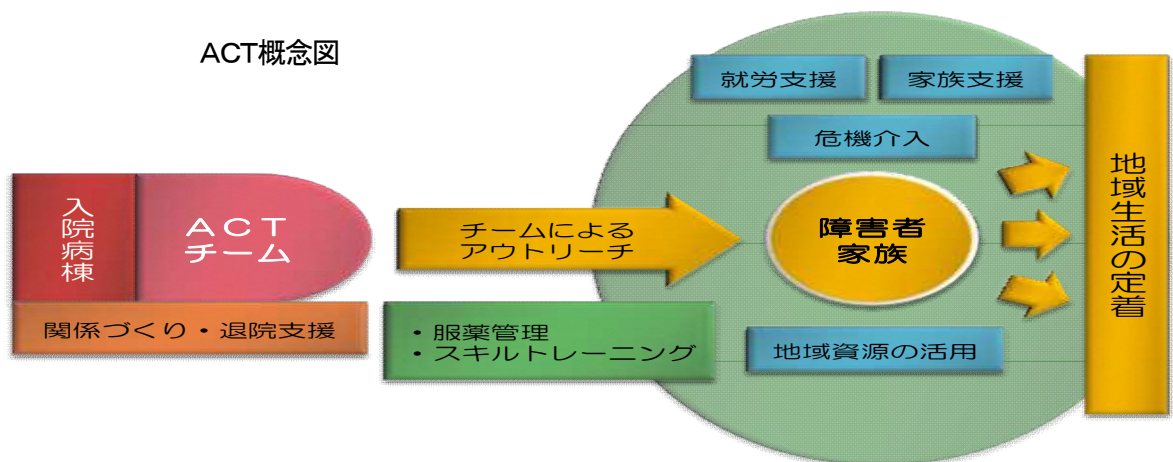 ACT概念図
就労支援
家族支援
危機介入
入院病棟
ACT
チーム
チームによる
アウトリーチ
障害者
家族
地域生活の定着
関係づくり・退院支援
・服薬管理
・スキルトレーニング
地域資源の活用